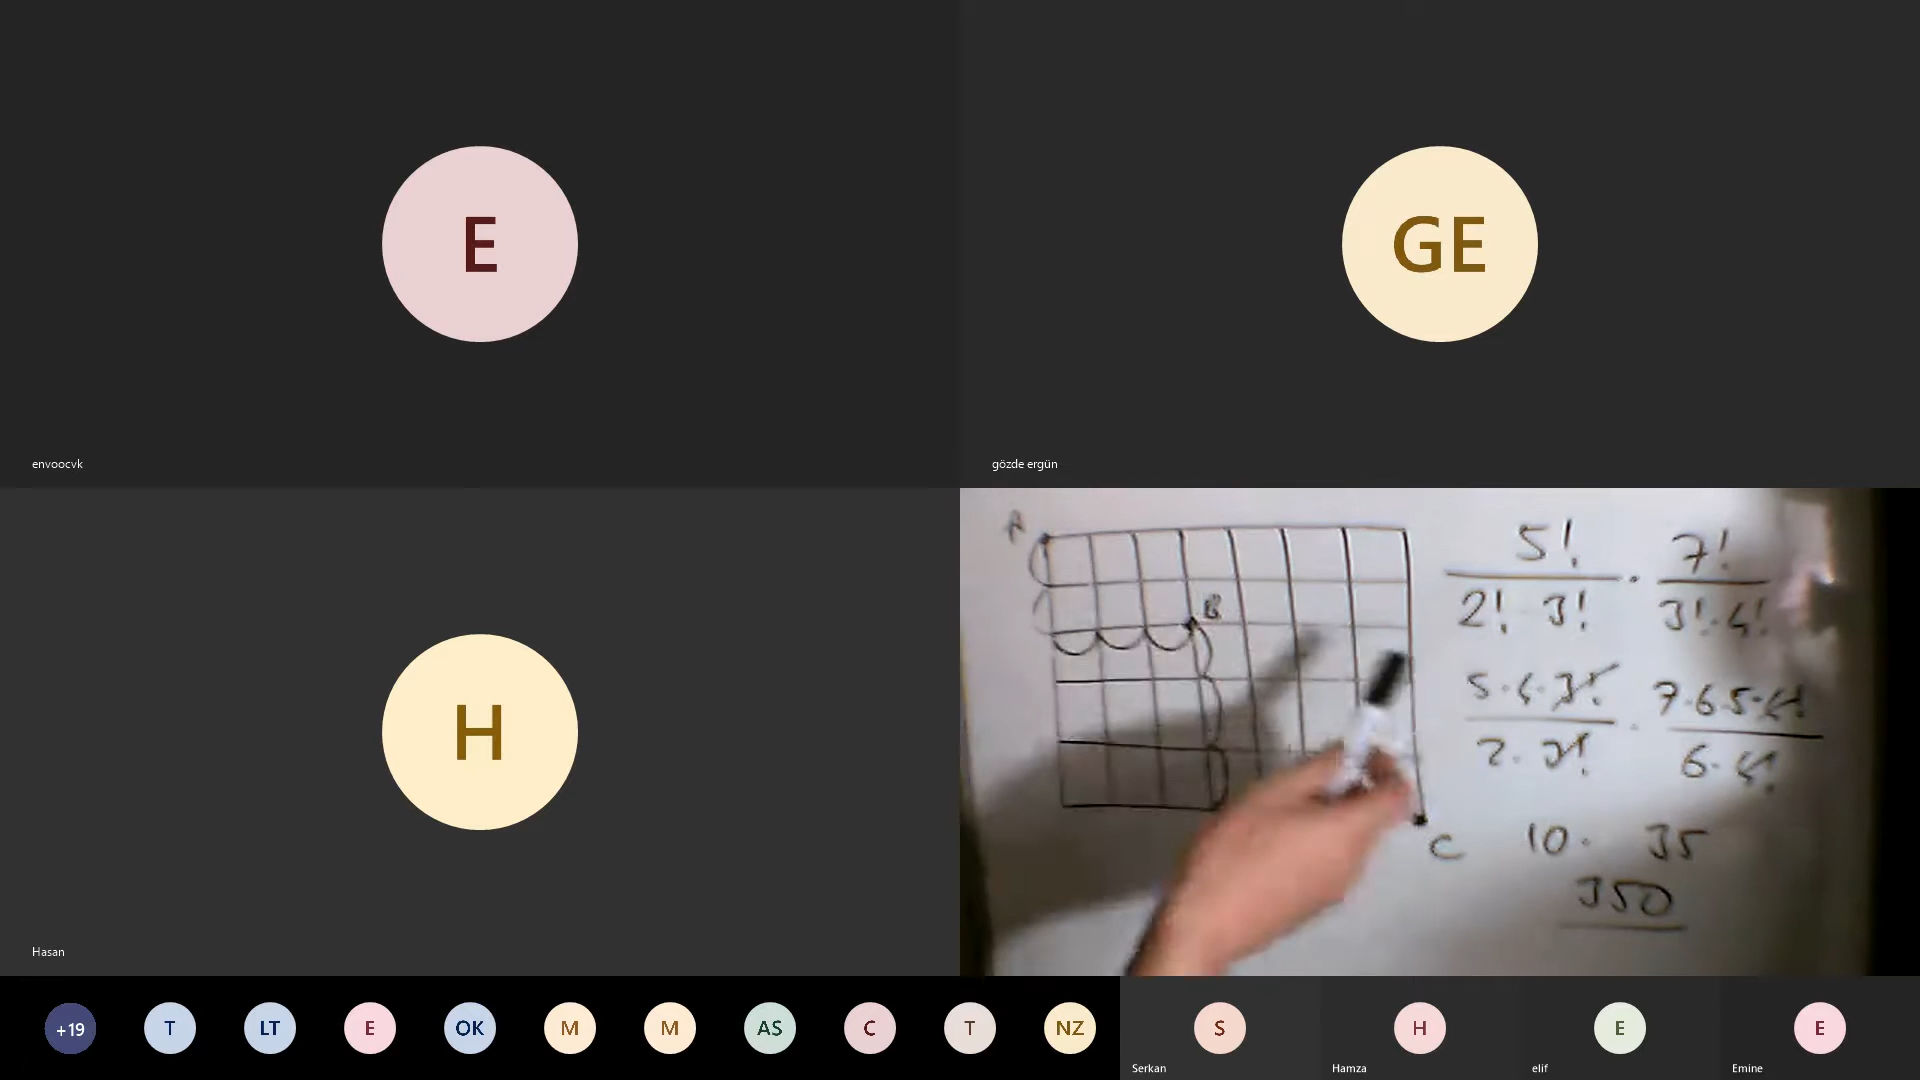 E
envoocvk
GE
gözde ergün
H
Hasan
A
B
C
5! / 2! 3! · 7! / 3!·4!
5·4·3! / 2·3! · 7·6·5·4! / 6·4!
10· 35
350
+19
T
LT
E
OK
M
M
AS
C
T
NZ
S
Serkan
H
Hamza
E
elif
E
Emine